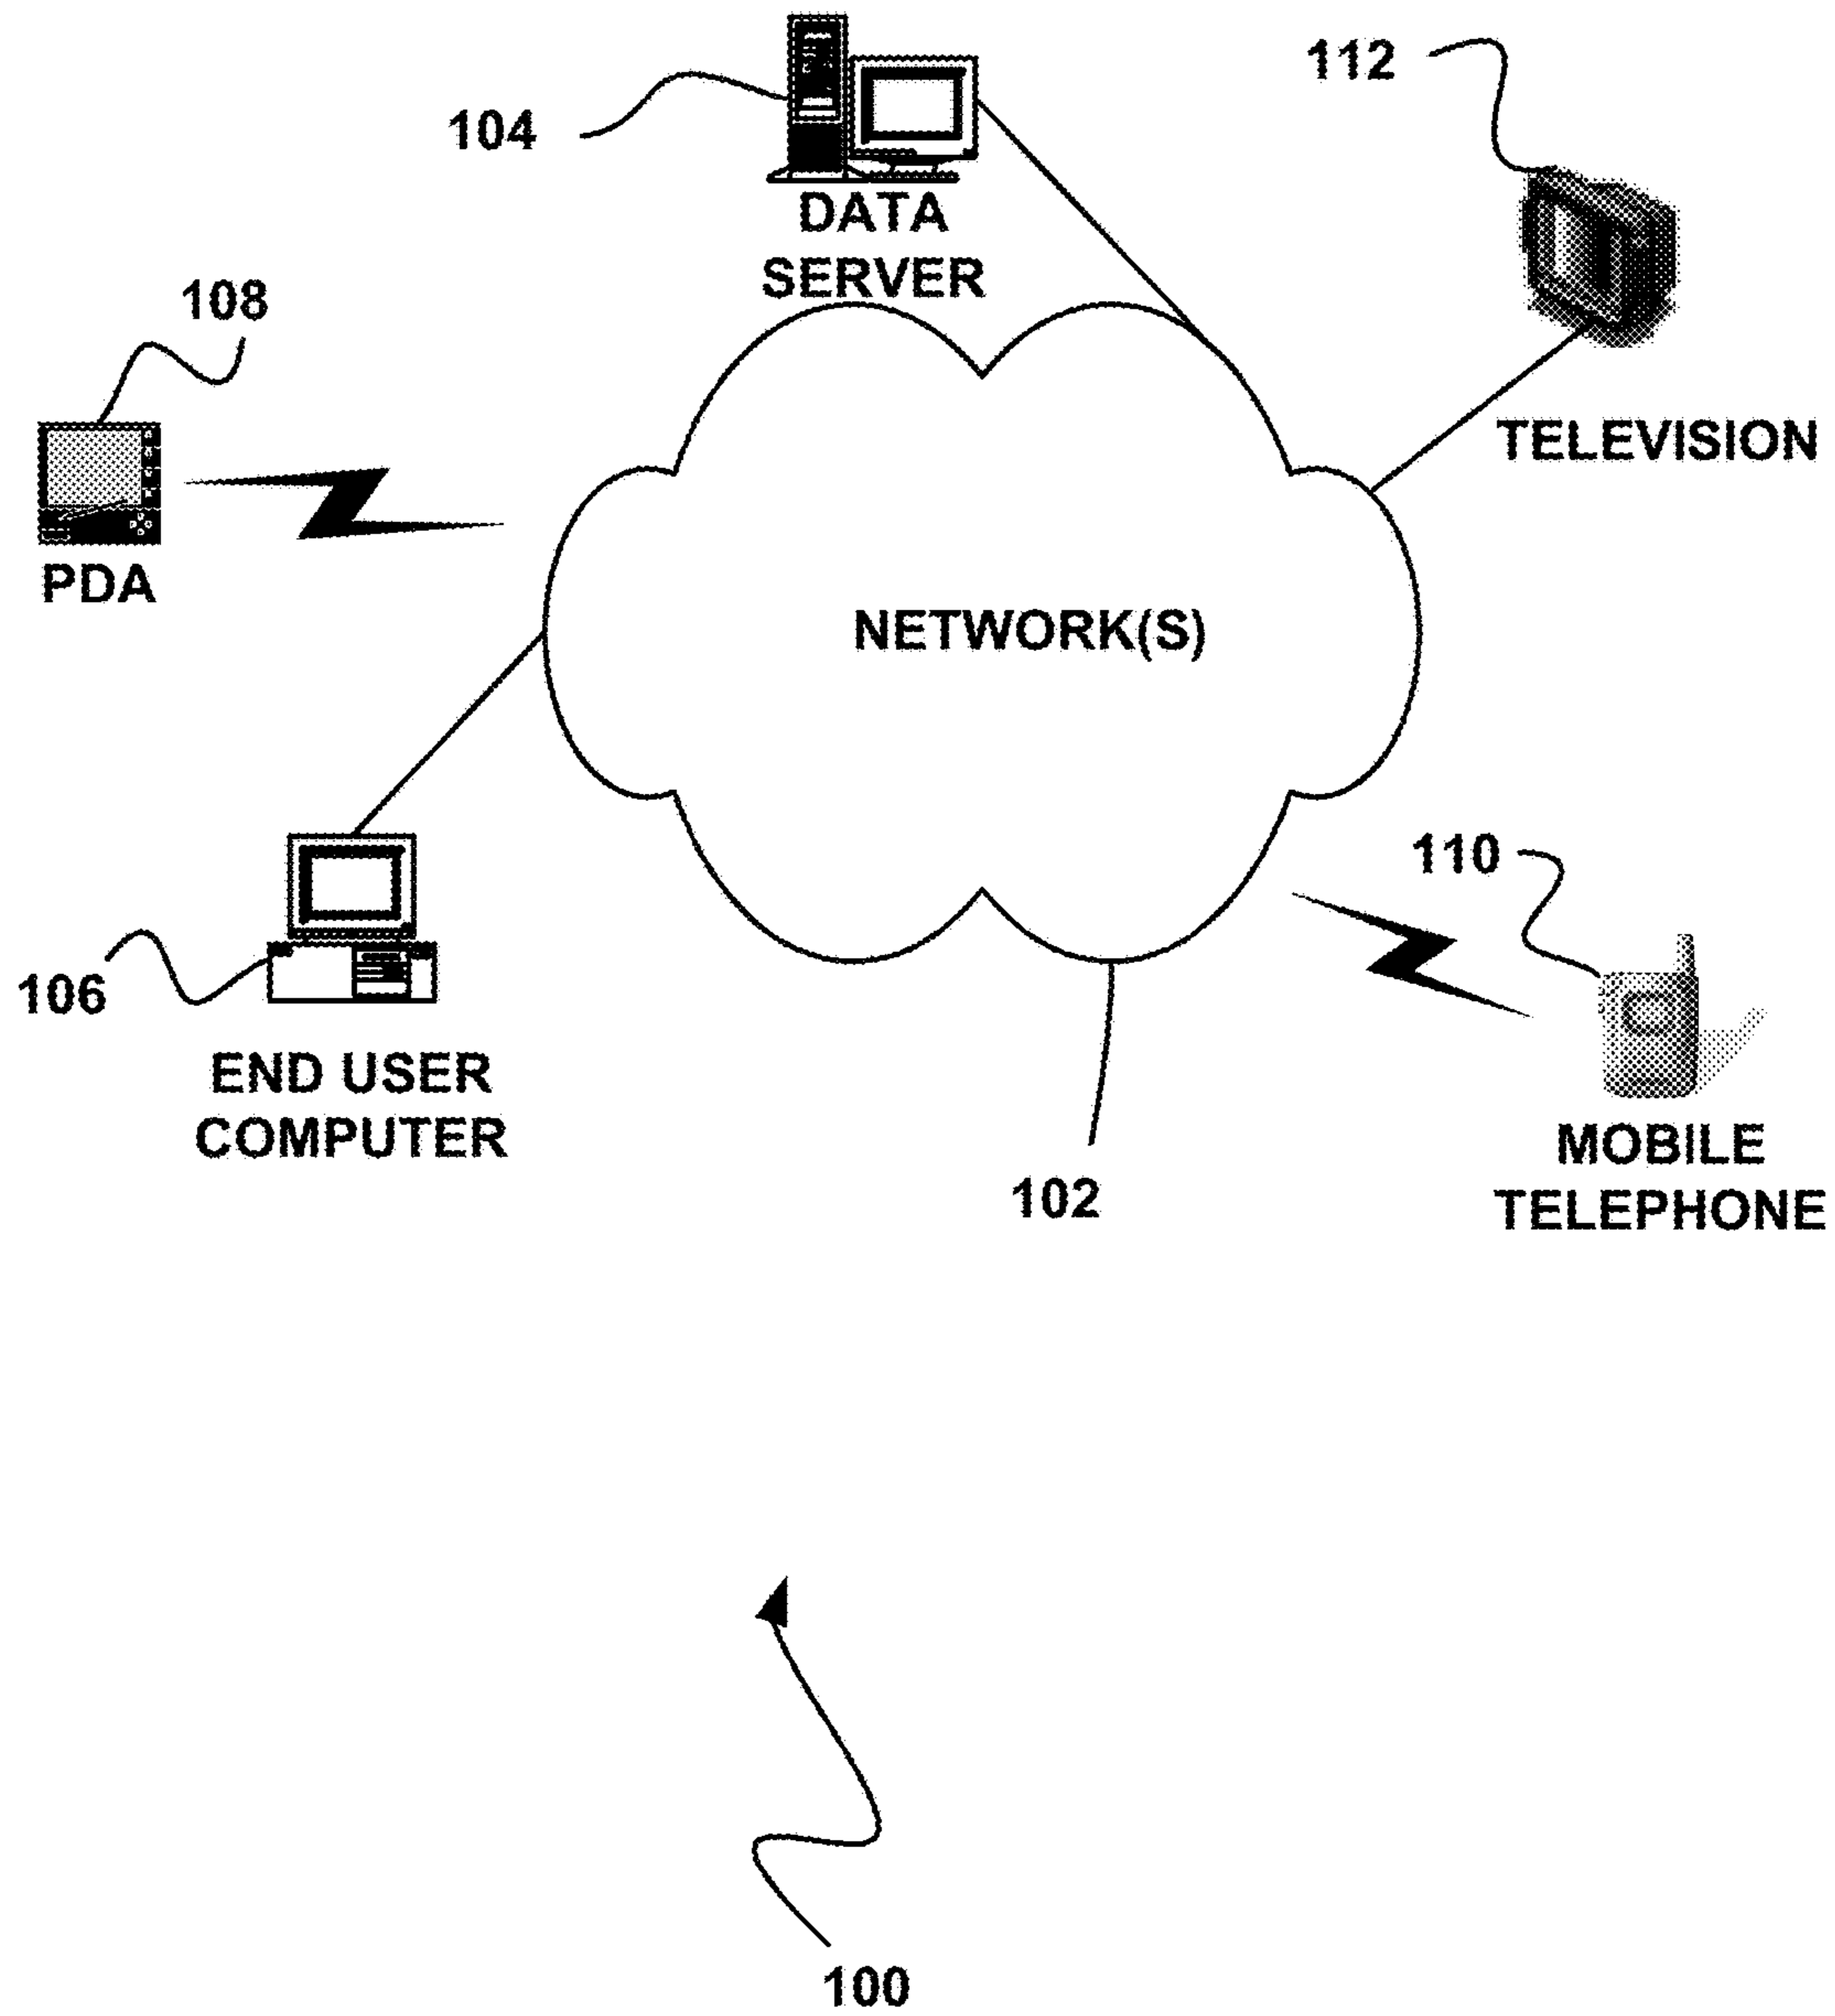 112
104
DATA
SERVER
108
TELEVISION
PDA
NETWORK(S)
110
106
END USER
COMPUTER
MOBILE
TELEPHONE
102
100